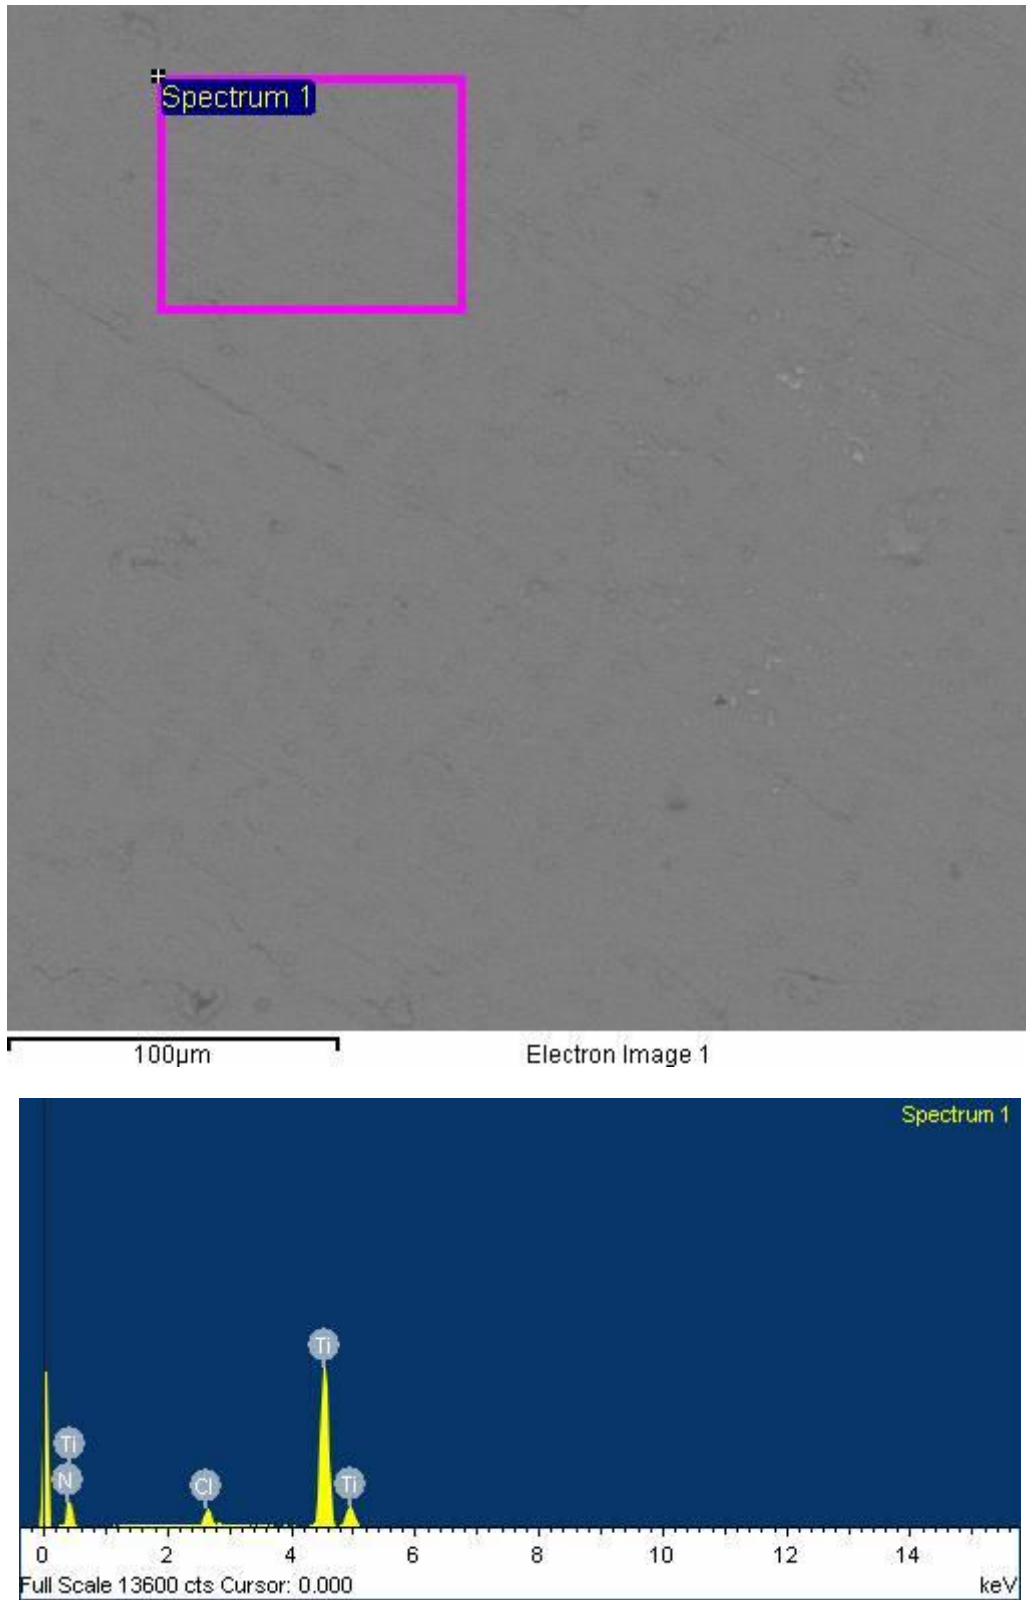 Spectrum 1
100µm
Electron Image 1
Spectrum 1
Ti
Ti
N
Cl
Ti
0 2 4 6 8 10 12 14
Full Scale 13600 cts Cursor: 0.000
keV